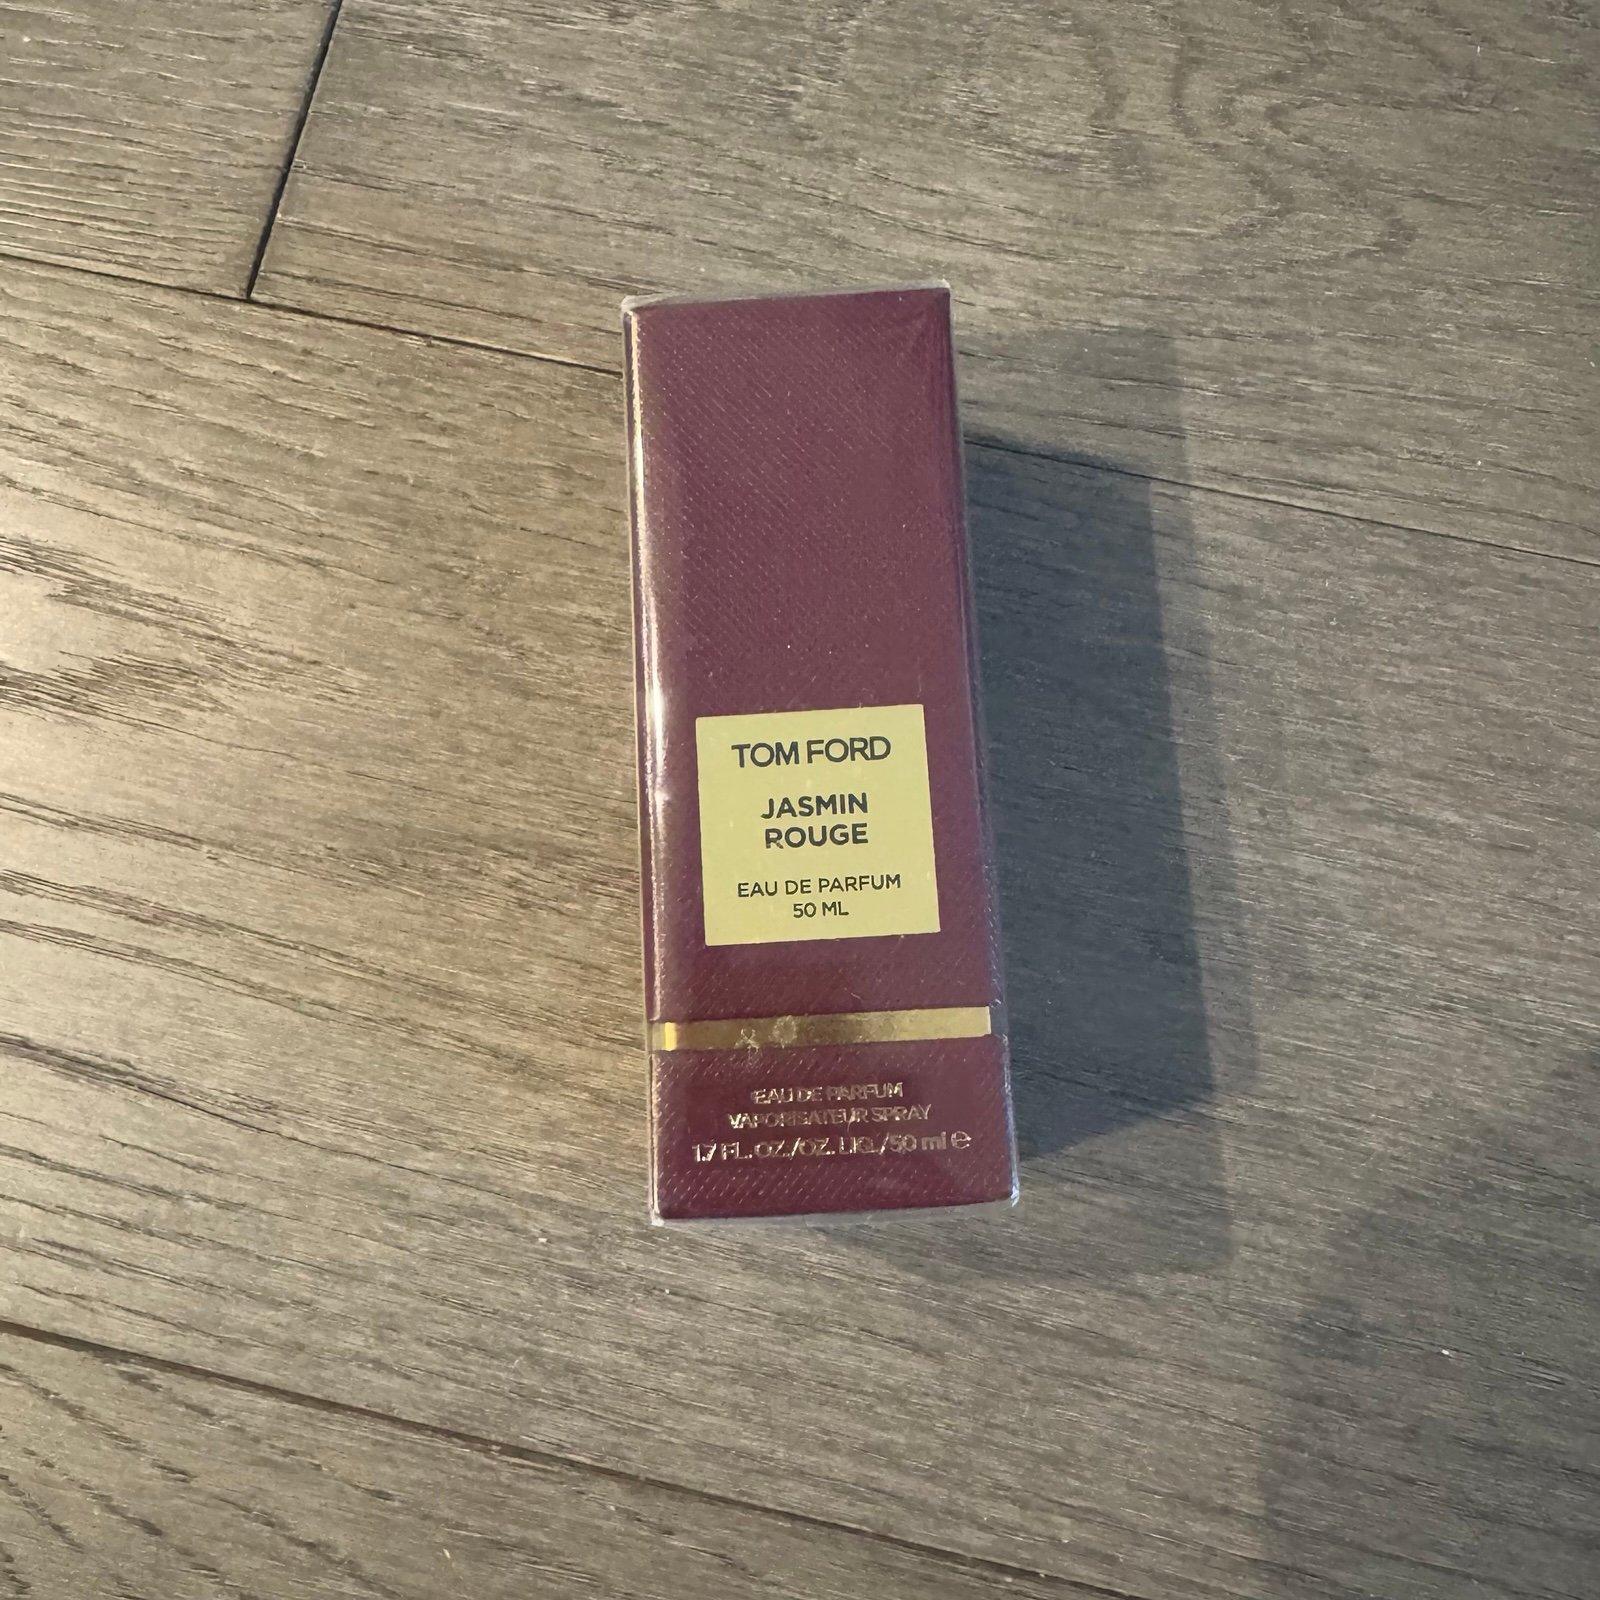 TOM FORD
JASMIN
ROUGE
EAU DE PARFUM
50 ML
EAU DE PARFUM
VAPORISATEUR SPRAY
1.7 FL. OZ./OZ. LIQ./50 ml ℮